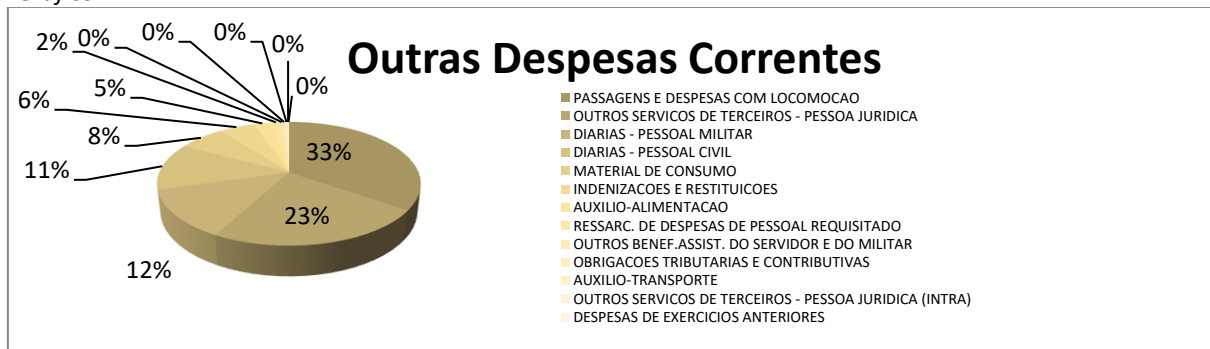 Outras Despesas Correntes
2%
0%
0%
0%
0%
0%
5%
6%
8%
11%
12%
23%
33%
PASSAGENS E DESPESAS COM LOCOMOCAO
OUTROS SERVICOS DE TERCEIROS - PESSOA JURIDICA
DIARIAS - PESSOAL MILITAR
DIARIAS - PESSOAL CIVIL
MATERIAL DE CONSUMO
INDENIZACOES E RESTITUICOES
AUXILIO-ALIMENTACAO
RESSARC. DE DESPESAS DE PESSOAL REQUISITADO
OUTROS BENEF.ASSIST. DO SERVIDOR E DO MILITAR
OBRIGACOES TRIBUTARIAS E CONTRIBUTIVAS
AUXILIO-TRANSPORTE
OUTROS SERVICOS DE TERCEIROS - PESSOA JURIDICA (INTRA)
DESPESAS DE EXERCICIOS ANTERIORES